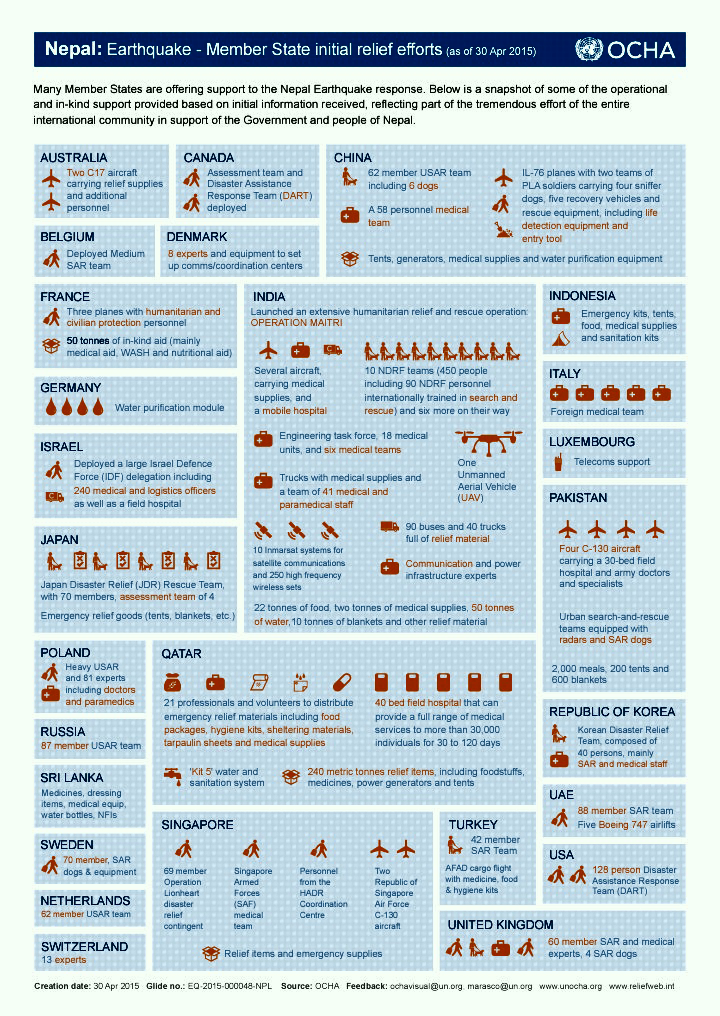 Nepal: Earthquake - Member State initial relief efforts (as of 30 Apr 2015)
OCHA
Many Member States are offering support to the Nepal Earthquake response. Below is a snapshot of some of the operational
and in-kind support provided based on initial information received, reflecting part of the tremendous effort of the entire
international community in support of the Government and people of Nepal.
AUSTRALIA
Two C17 aircraft
carrying relief supplies
and additional
personnel
CANADA
Assessment team and
Disaster Assistance
Response Team (DART)
deployed
CHINA
62 member USAR team
including 6 dogs
A 58 personnel medical
team
IL-76 planes with two teams of
PLA soldiers carrying four sniffer
dogs, five recovery vehicles and
rescue equipment, including life
detection equipment and
entry tool
Tents, generators, medical supplies and water purification equipment
BELGIUM
Deployed Medium
SAR team
DENMARK
8 experts and equipment to set
up comms/coordination centers
FRANCE
Three planes with humanitarian and
civilian protection personnel
50 tonnes of in-kind aid (mainly
medical aid, WASH and nutritional aid)
GERMANY
Water purification module
ISRAEL
Deployed a large Israel Defence
Force (IDF) delegation including
240 medical and logistics officers
as well as a field hospital
JAPAN
Japan Disaster Relief (JDR) Rescue Team,
with 70 members, assessment team of 4
Emergency relief goods (tents, blankets, etc.)
INDIA
Launched an extensive humanitarian relief and rescue operation:
OPERATION MAITRI
Several aircraft,
carrying medical
supplies, and
a mobile hospital
10 NDRF teams (450 people
including 90 NDRF personnel
internationally trained in search and
rescue) and six more on their way
Engineering task force, 18 medical
units, and six medical teams
Trucks with medical supplies and
a team of 41 medical and
paramedical staff
One
Unmanned
Aerial Vehicle
(UAV)
10 Inmarsat systems for
satellite communications
and 250 high frequency
wireless sets
90 buses and 40 trucks
full of relief material
Communication and power
infrastructure experts
22 tonnes of food, two tonnes of medical supplies, 50 tonnes
of water, 10 tonnes of blankets and other relief material
INDONESIA
Emergency kits, tents,
food, medical supplies
and sanitation kits
ITALY
Foreign medical team
LUXEMBOURG
Telecoms support
PAKISTAN
Four C-130 aircraft
carrying a 30-bed field
hospital and army doctors
and specialists
Urban search-and-rescue
teams equipped with
radars and SAR dogs
2,000 meals, 200 tents and
600 blankets
POLAND
Heavy USAR
and 81 experts
including doctors
and paramedics
RUSSIA
87 member USAR team
SRI LANKA
Medicines, dressing
items, medical equip,
water bottles, NFIs
SWEDEN
70 member, SAR
dogs & equipment
NETHERLANDS
62 member USAR team
SWITZERLAND
13 experts
QATAR
21 professionals and volunteers to distribute
emergency relief materials including food
packages, hygiene kits, sheltering materials,
tarpaulin sheets and medical supplies
40 bed field hospital that can
provide a full range of medical
services to more than 30,000
individuals for 30 to 120 days
'Kit 5' water and
sanitation system
240 metric tonnes relief items, including foodstuffs,
medicines, power generators and tents
REPUBLIC OF KOREA
Korean Disaster Relief
Team, composed of
40 persons, mainly
SAR and medical staff
UAE
88 member SAR team
Five Boeing 747 airlifts
USA
128 person Disaster
Assistance Response
Team (DART)
SINGAPORE
69 member
Operation
Lionheart
disaster
relief
contingent
Singapore
Armed
Forces
(SAF)
medical
team
Personnel
from the
HADR
Coordination
Centre
Two
Republic of
Singapore
Air Force
C-130
aircraft
Relief items and emergency supplies
TURKEY
42 member
SAR Team
AFAD cargo flight
with medicine, food
& hygiene kits
UNITED KINGDOM
60 member SAR and medical
experts, 4 SAR dogs
Creation date: 30 Apr 2015 Glide no.: EQ-2015-000048-NPL Source: OCHA Feedback: ochavisual@un.org, marasco@un.org www.unocha.org www.reliefweb.int